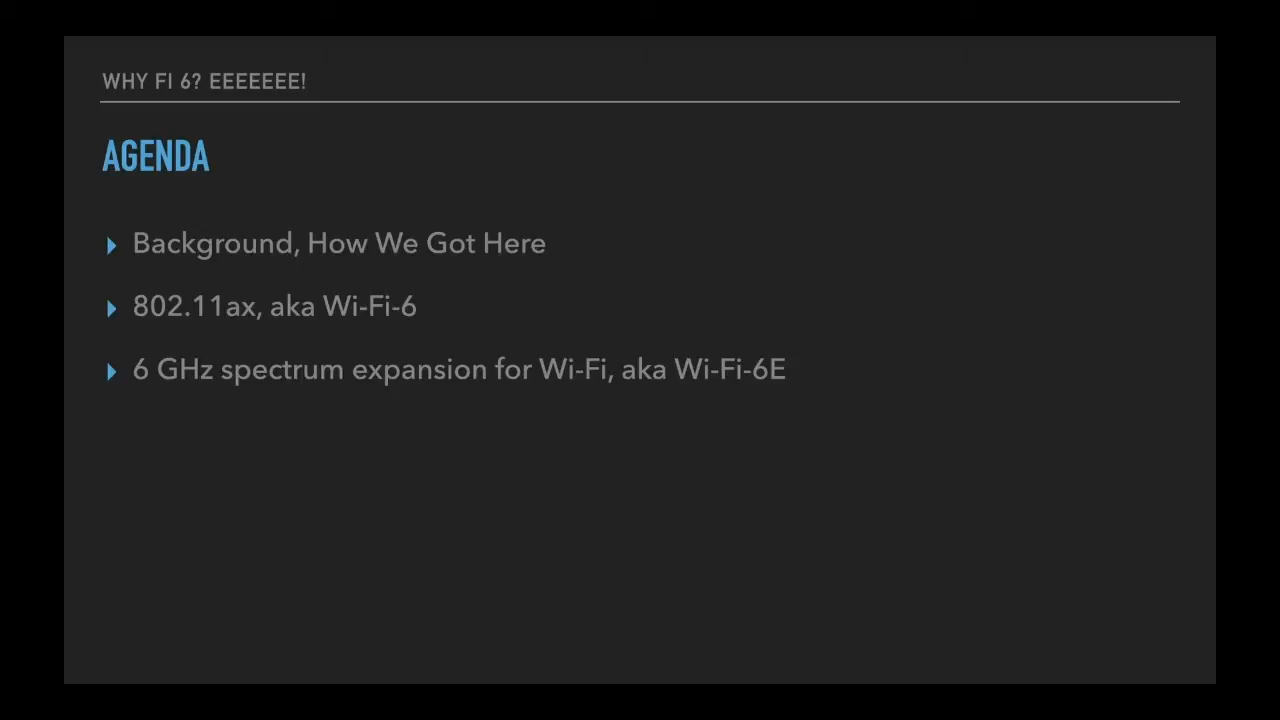 WHY FI 6? EEEEEEE!
AGENDA
Background, How We Got Here
802.11ax, aka Wi-Fi-6
6 GHz spectrum expansion for Wi-Fi, aka Wi-Fi-6E